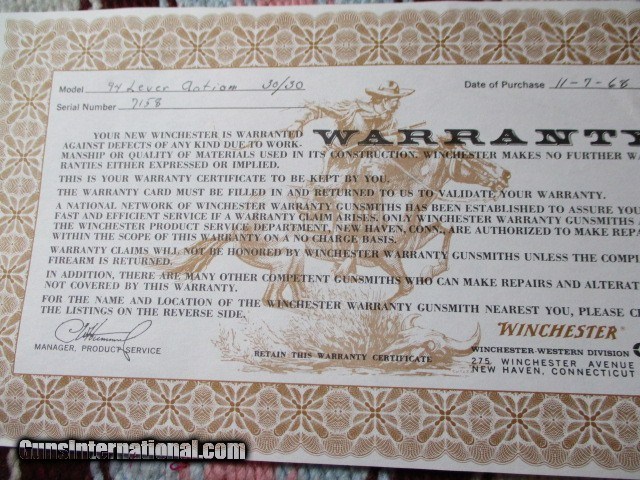 Model 94 Lever Action 30/30
Date of Purchase 11-7-68
Serial Number 7158
WARRANT
YOUR NEW WINCHESTER IS WARRANTED
AGAINST DEFECTS OF ANY KIND DUE TO WORK-
MANSHIP OR QUALITY OF MATERIALS USED IN ITS CONSTRUCTION. WINCHESTER MAKES NO FURTHER W
RANTIES EITHER EXPRESSED OR IMPLIED.
THIS IS YOUR WARRANTY CERTIFICATE TO BE KEPT BY YOU.
THE WARRANTY CARD MUST BE FILLED IN AND RETURNED TO US TO VALIDATE YOUR WARRANTY.
A NATIONAL NETWORK OF WINCHESTER WARRANTY GUNSMITHS HAS BEEN ESTABLISHED TO ASSURE YOU
FAST AND EFFICIENT SERVICE IF A WARRANTY CLAIM ARISES. ONLY WINCHESTER WARRANTY GUNSMITHS
THE WINCHESTER PRODUCT SERVICE DEPARTMENT, NEW HAVEN, CONN., ARE AUTHORIZED TO MAKE REPAI
WITHIN THE SCOPE OF THIS WARRANTY ON A NO CHARGE BASIS.
WARRANTY CLAIMS WILL NOT BE HONORED BY WINCHESTER WARRANTY GUNSMITHS UNLESS THE COMPL
FIREARM IS RETURNED.
IN ADDITION, THERE ARE MANY OTHER COMPETENT GUNSMITHS WHO CAN MAKE REPAIRS AND ALTERAT
NOT COVERED BY THIS WARRANTY.
FOR THE NAME AND LOCATION OF THE WINCHESTER WARRANTY GUNSMITH NEAREST YOU, PLEASE CH
THE LISTINGS ON THE REVERSE SIDE.
WINCHESTER®
MANAGER, PRODUCT SERVICE
RETAIN THIS WARRANTY CERTIFICATE
WINCHESTER-WESTERN DIVISION
275 WINCHESTER AVENUE
NEW HAVEN, CONNECTICUT
GunsInternational.com
GunsInternational.com